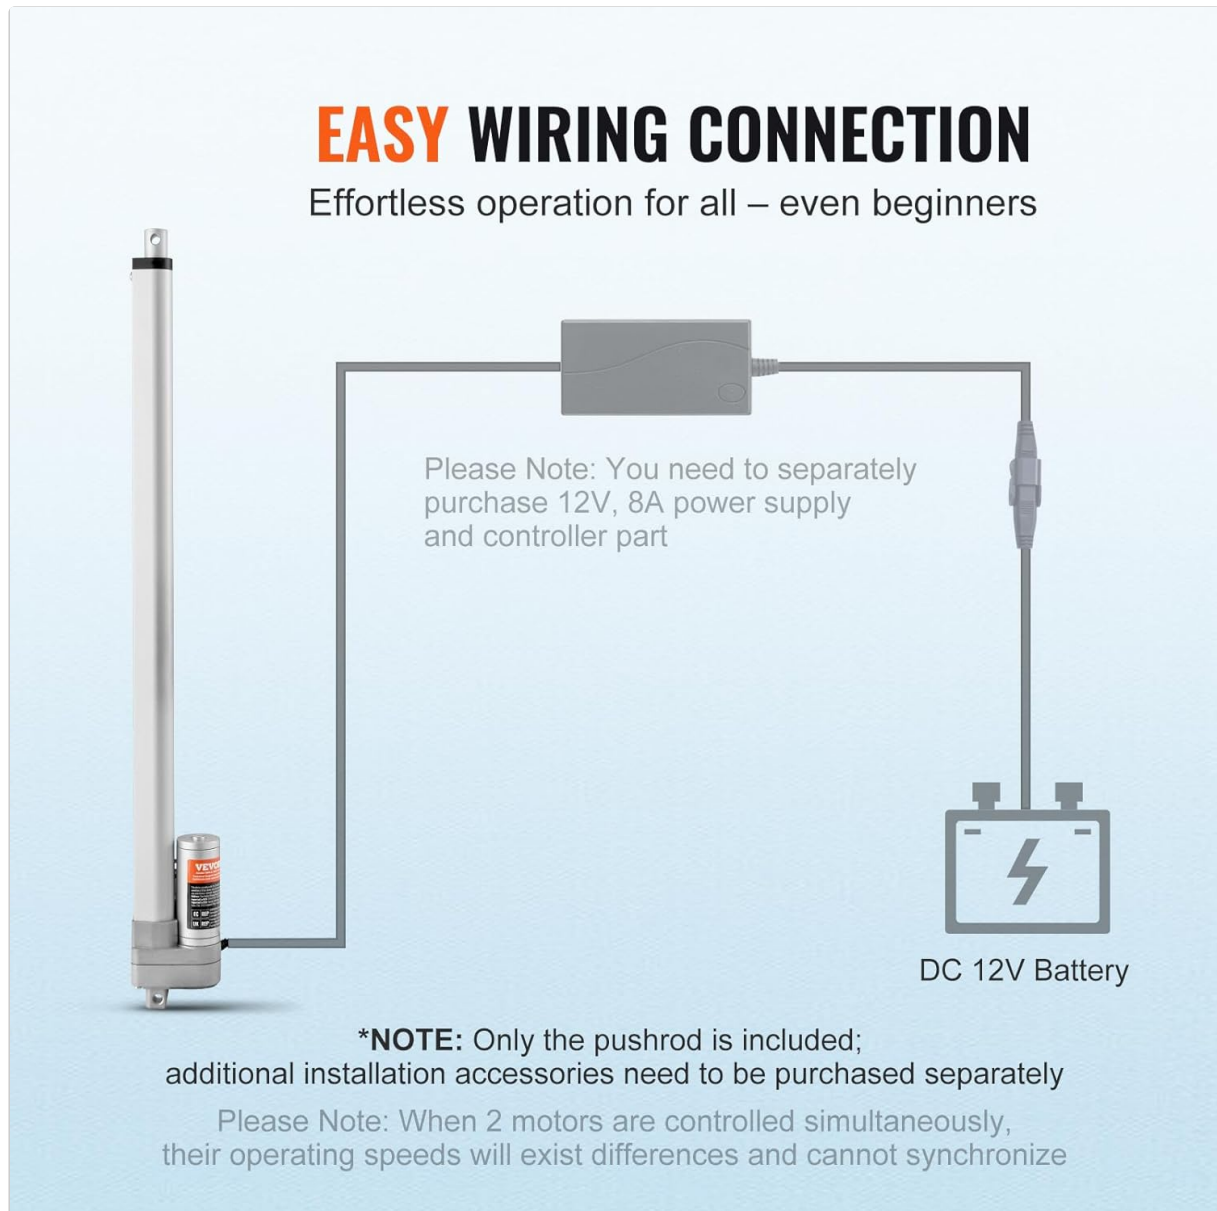 EASY WIRING CONNECTION
Effortless operation for all – even beginners
Please Note: You need to separately
purchase 12V, 8A power supply
and controller part
DC 12V Battery
*NOTE: Only the pushrod is included;
additional installation accessories need to be purchased separately
Please Note: When 2 motors are controlled simultaneously,
their operating speeds will exist differences and cannot synchronize